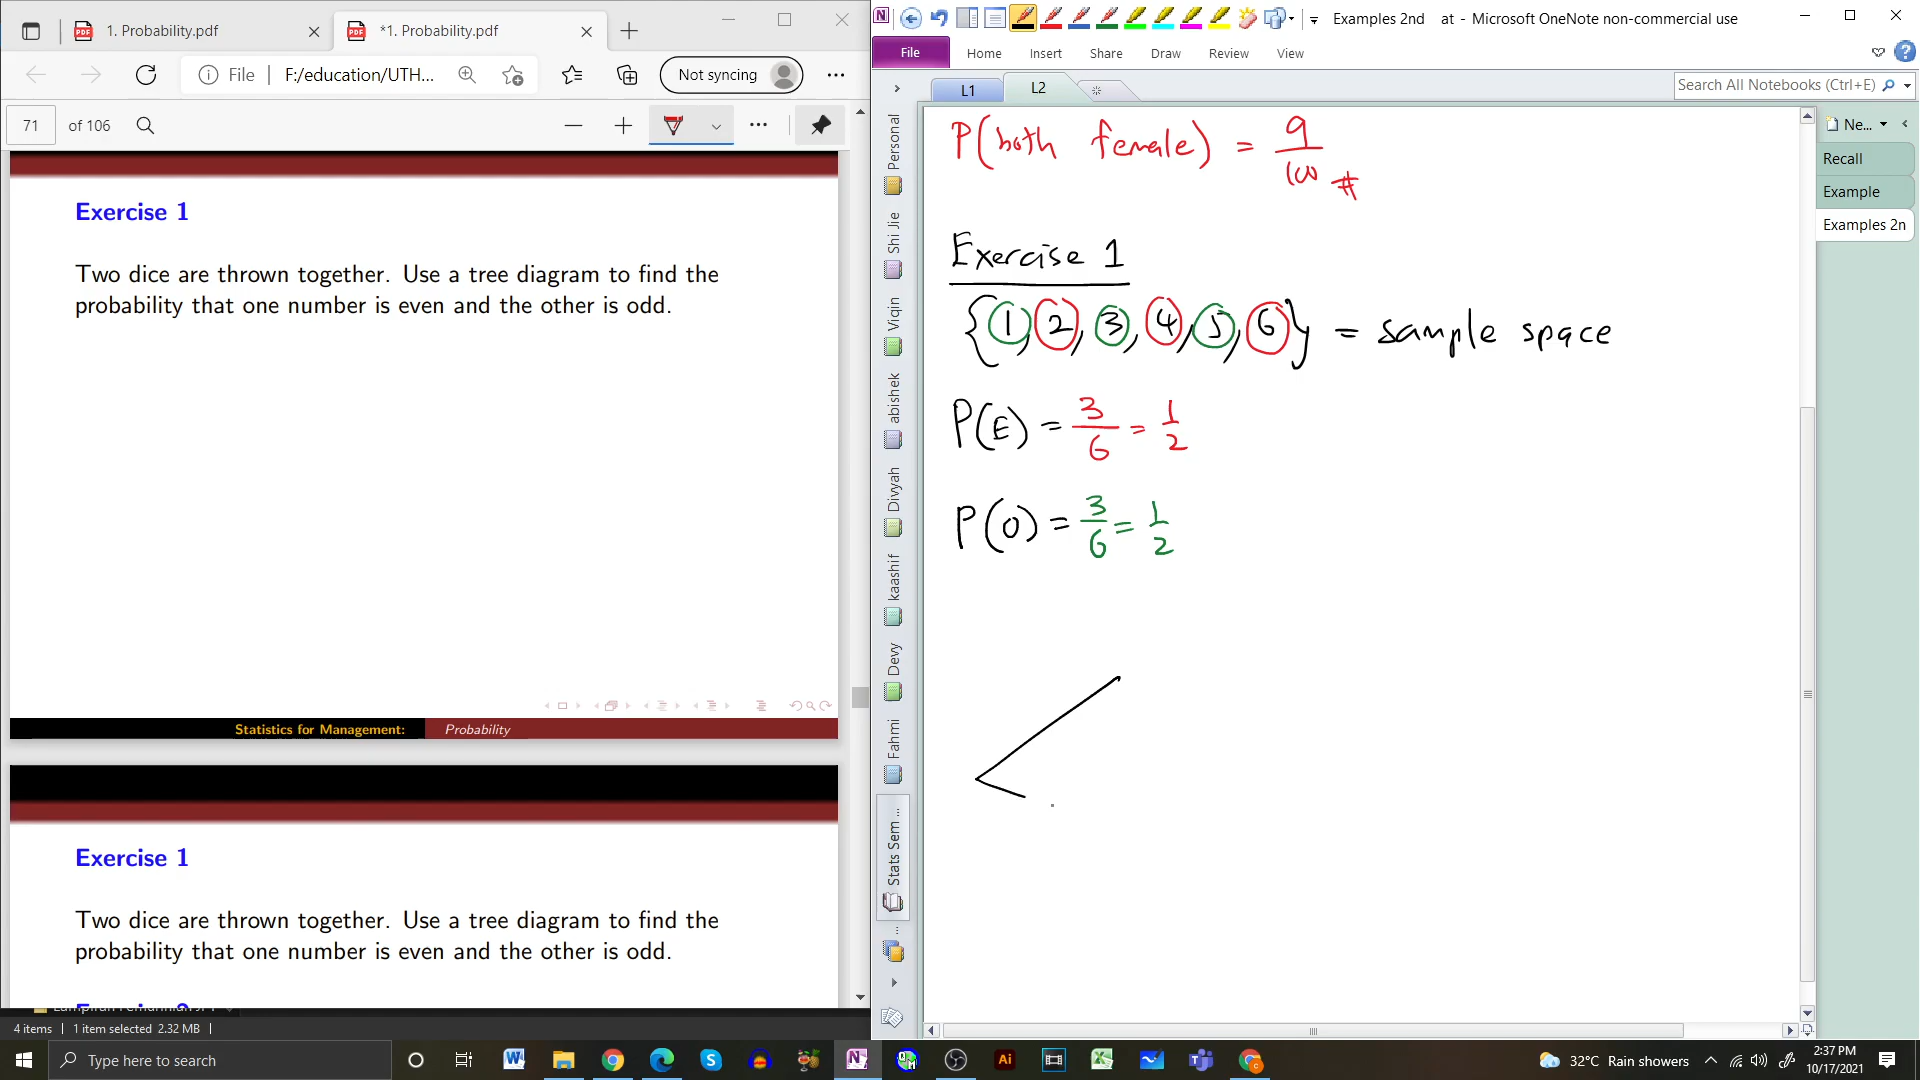 1. Probability.pdf
*1. Probability.pdf
File
F:/education/UTH...
Not syncing
71
of 106
Exercise 1
Two dice are thrown together. Use a tree diagram to find the
probability that one number is even and the other is odd.
Statistics for Management:
Probability
Exercise 1
Two dice are thrown together. Use a tree diagram to find the
probability that one number is even and the other is odd.
4 items
1 item selected 2.32 MB
Examples 2nd at - Microsoft OneNote non-commercial use
File
Home
Insert
Share
Draw
Review
View
L1
L2
Search All Notebooks (Ctrl+E)
Personal
Shi Jie
Viqin
abishek
Divyah
kaashif
Devy
Fahmi
Stats Sem ...
Ne...
Recall
Example
Examples 2n
P(both female) = 9/100 #
Exercise 1
{1, 2, 3, 4, 5, 6} = sample space
P(E) = 3/6 = 1/2
P(O) = 3/6 = 1/2
Type here to search
32°C Rain showers
2:37 PM
10/17/2021